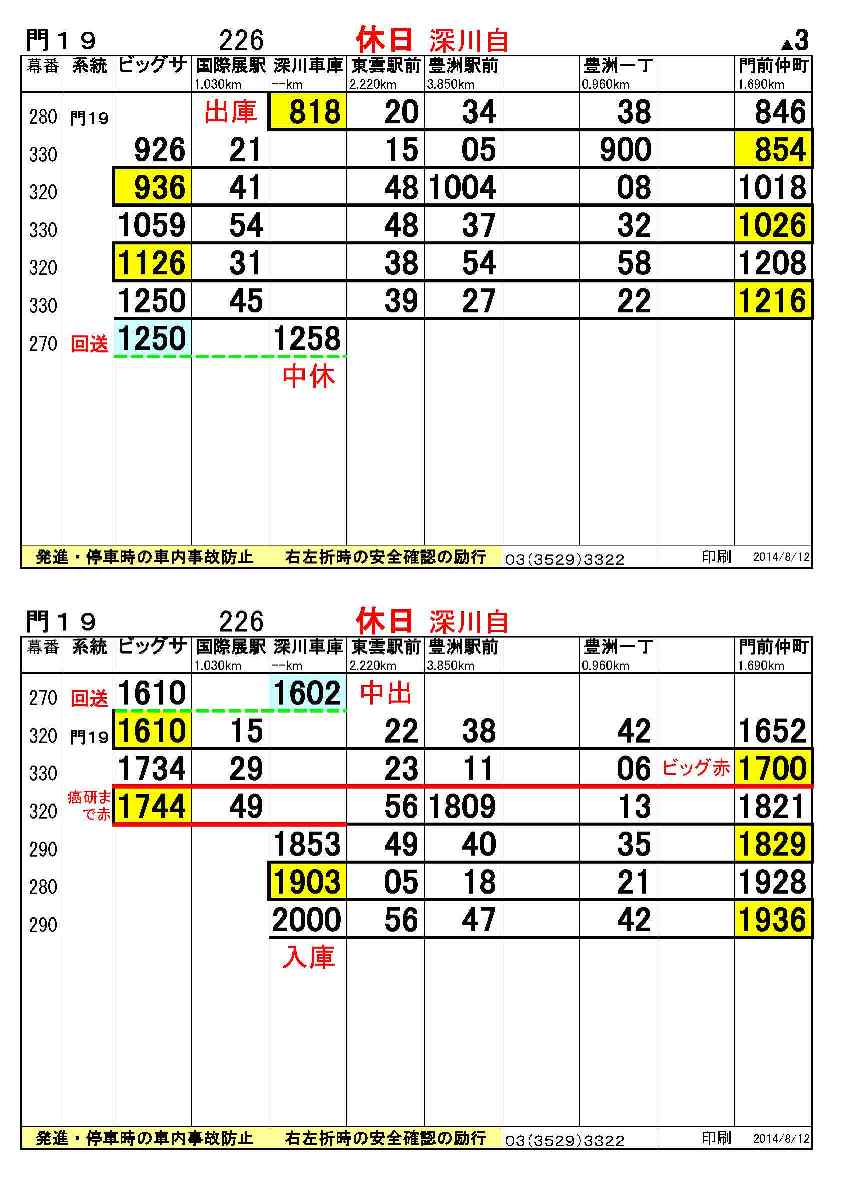 門１９ 226 休日 深川自 ▲3
幕番 系統 ビッグサ 国際展駅 深川車庫 東雲駅前 豊洲駅前 豊洲一丁 門前仲町
1.030km --km 2.220km 3.850km 0.960km 1.690km
280 門19 出庫 818 20 34 38 846
330 926 21 15 05 900 854
320 936 41 48 1004 08 1018
330 1059 54 48 37 32 1026
320 1126 31 38 54 58 1208
330 1250 45 39 27 22 1216
270 回送 1250 1258
中休
発進・停車時の車内事故防止 右左折時の安全確認の励行 03(3529)3322 印刷 2014/8/12
門１９ 226 休日 深川自
幕番 系統 ビッグサ 国際展駅 深川車庫 東雲駅前 豊洲駅前 豊洲一丁 門前仲町
1.030km --km 2.220km 3.850km 0.960km 1.690km
270 回送 1610 1602 中出
320 門19 1610 15 22 38 42 1652
330 1734 29 23 11 06 ビッグ赤 1700
320 癌研まで赤 1744 49 56 1809 13 1821
290 1853 49 40 35 1829
280 1903 05 18 21 1928
290 2000 56 47 42 1936
入庫
発進・停車時の車内事故防止 右左折時の安全確認の励行 03(3529)3322 印刷 2014/8/12